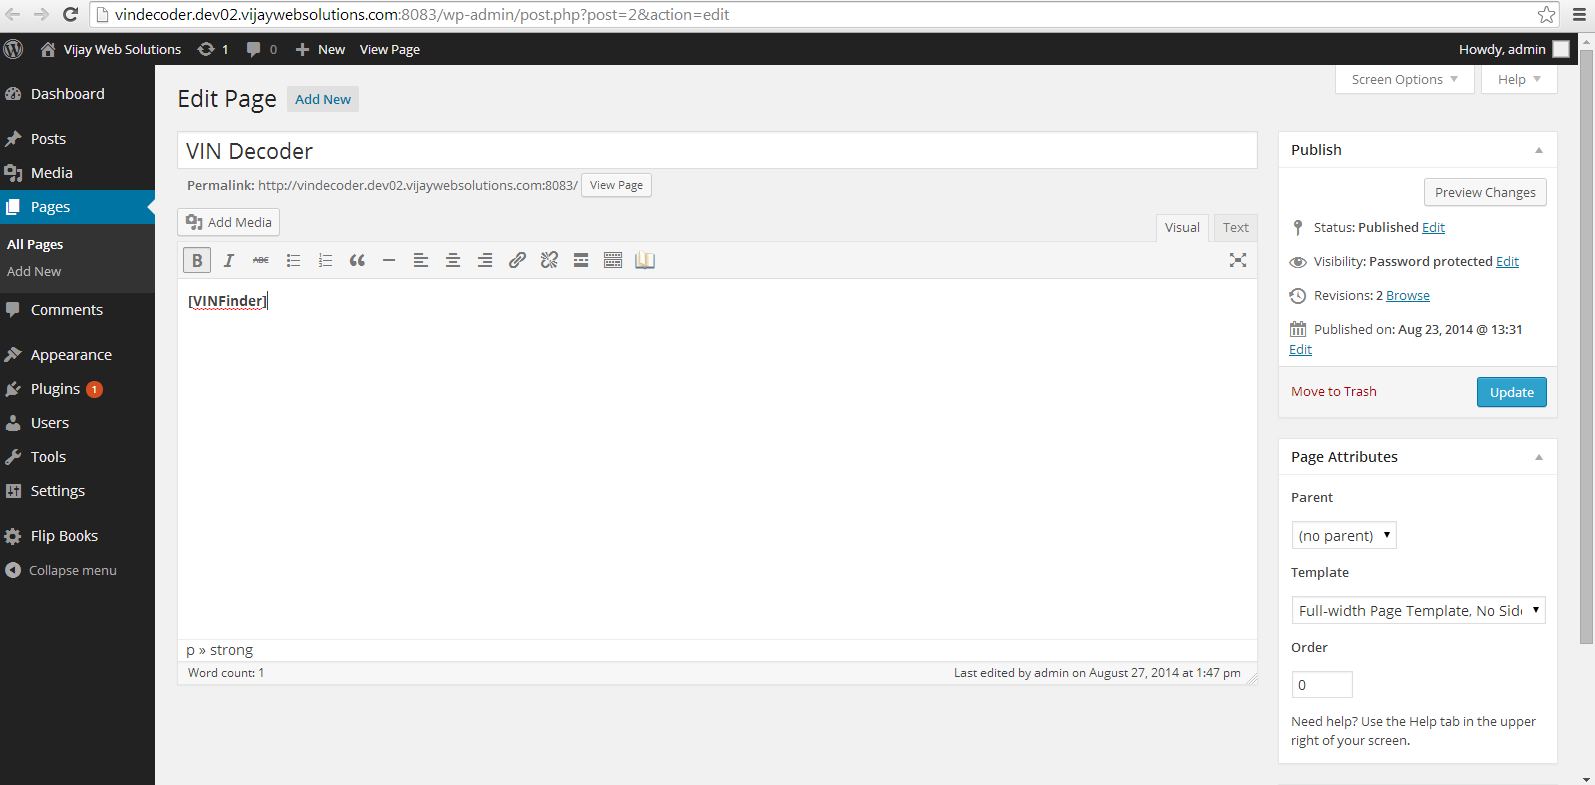 vindecoder.dev02.vijaywebsolutions.com:8083/wp-admin/post.php?post=2&action=edit
Vijay Web Solutions 1 0 New View Page Howdy, admin
Screen Options Help
Dashboard
Posts
Media
Pages
All Pages
Add New
Comments
Appearance
Plugins 1
Users
Tools
Settings
Flip Books
Collapse menu
Edit Page Add New
VIN Decoder
Permalink: http://vindecoder.dev02.vijaywebsolutions.com:8083/ View Page
Add Media
Visual Text
B I ABC
[VINFinder]
p » strong
Word count: 1 Last edited by admin on August 27, 2014 at 1:47 pm
Publish
Preview Changes
Status: Published Edit
Visibility: Password protected Edit
Revisions: 2 Browse
Published on: Aug 23, 2014 @ 13:31
Edit
Move to Trash Update
Page Attributes
Parent
(no parent)
Template
Full-width Page Template, No Side
Order
0
Need help? Use the Help tab in the upper
right of your screen.